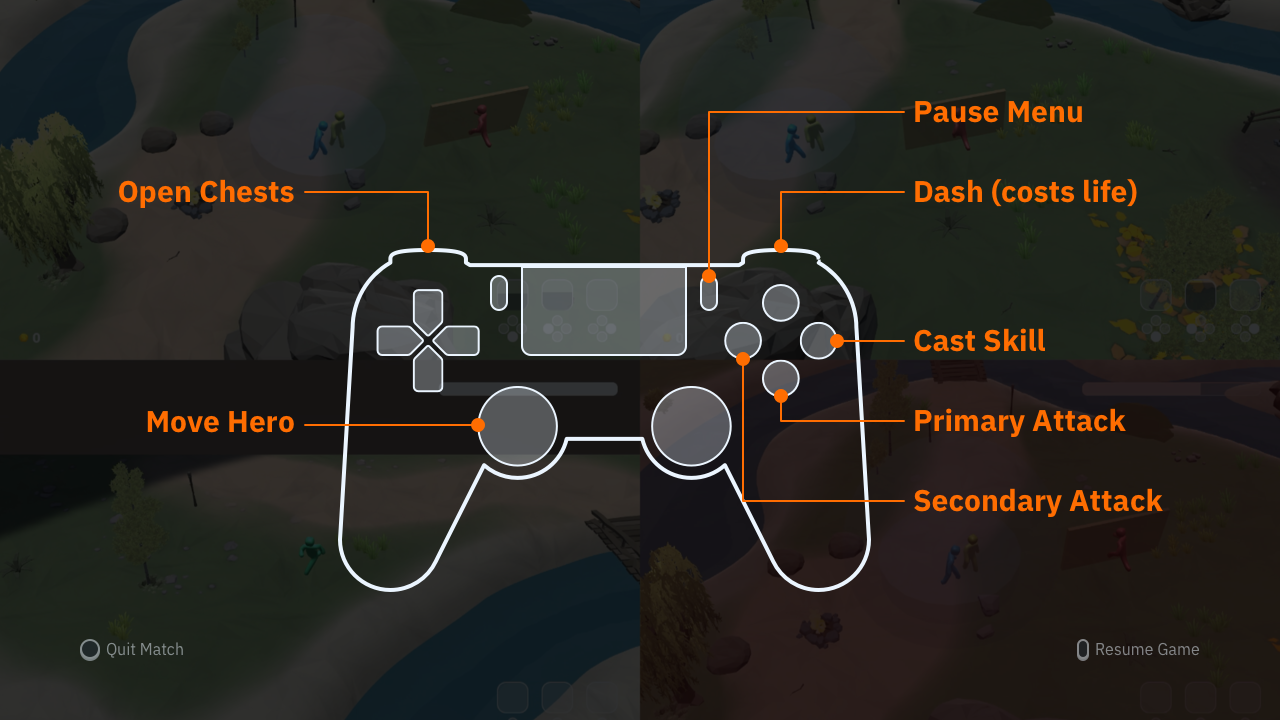 Pause Menu
Open Chests
Dash (costs life)
0
Cast Skill
Move Hero
Primary Attack
Secondary Attack
Quit Match
Resume Game